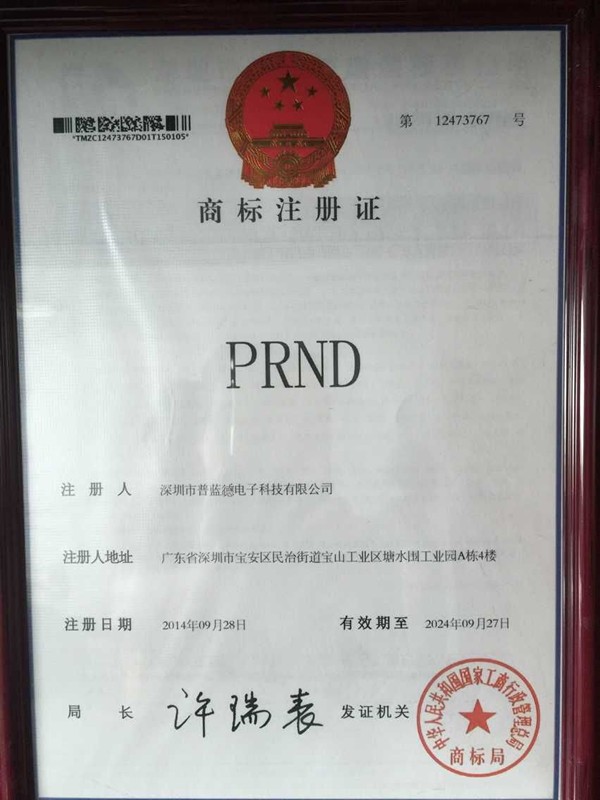 *TMZC12473767D01T150105*
第 12473767 号
商标注册证
PRND
注册人 深圳市普蓝德电子科技有限公司
注册人地址 广东省深圳市宝安区民治街道宝山工业区塘水围工业园A栋4楼
注册日期 2014年09月28日 有效期至 2024年09月27日
局长 许瑞表 发证机关
中华人民共和国国家工商行政管理总局
商标局